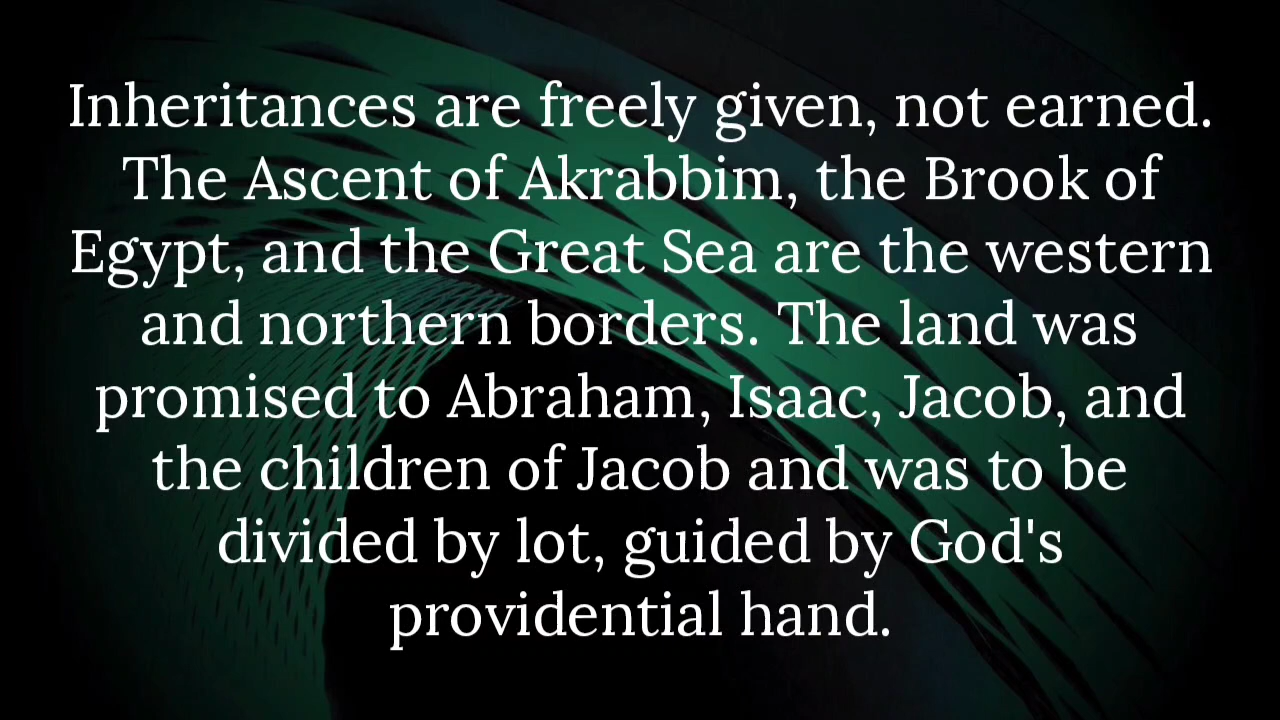 Inheritances are freely given, not earned.
The Ascent of Akrabbim, the Brook of
Egypt, and the Great Sea are the western
and northern borders. The land was
promised to Abraham, Isaac, Jacob, and
the children of Jacob and was to be
divided by lot, guided by God's
providential hand.